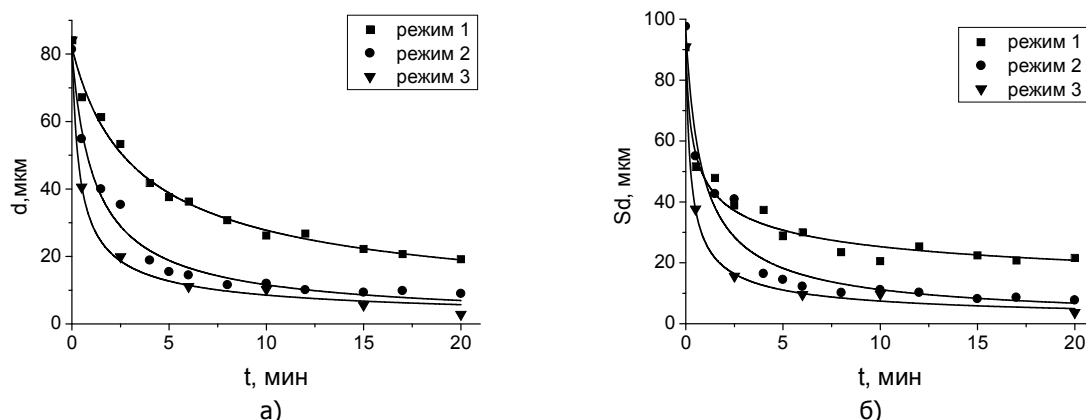 d,мкм
80
60
40
20
0
0 5 10 15 20
t, мин
режим 1
режим 2
режим 3
а)
Sd, мкм
100
80
60
40
20
0
0 5 10 15 20
t, мин
режим 1
режим 2
режим 3
б)